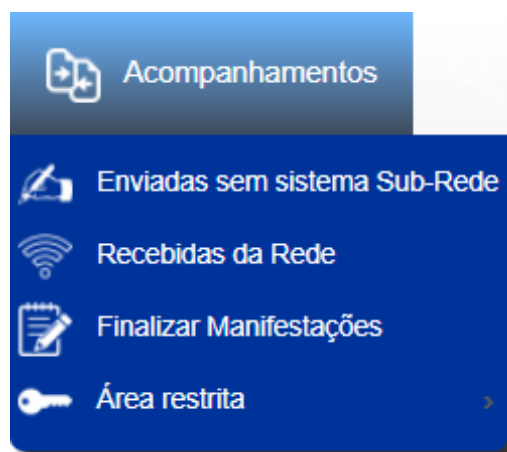 Acompanhamentos
Enviadas sem sistema Sub-Rede
Recebidas da Rede
Finalizar Manifestações
Área restrita